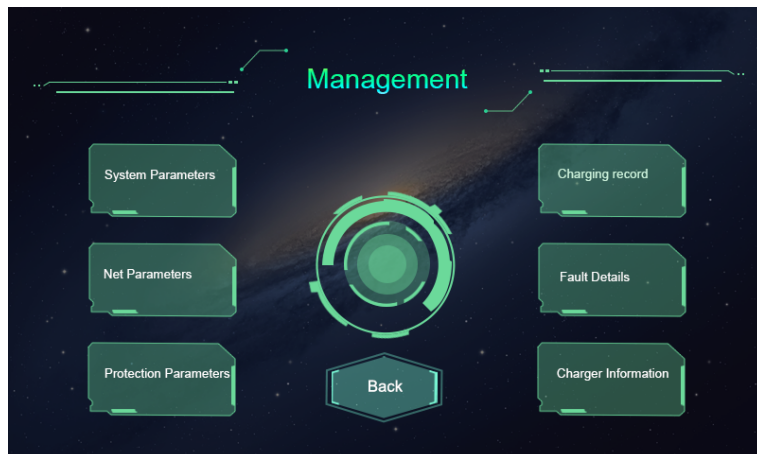 Management
System Parameters
Charging record
Net Parameters
Fault Details
Protection Parameters
Back
Charger Information